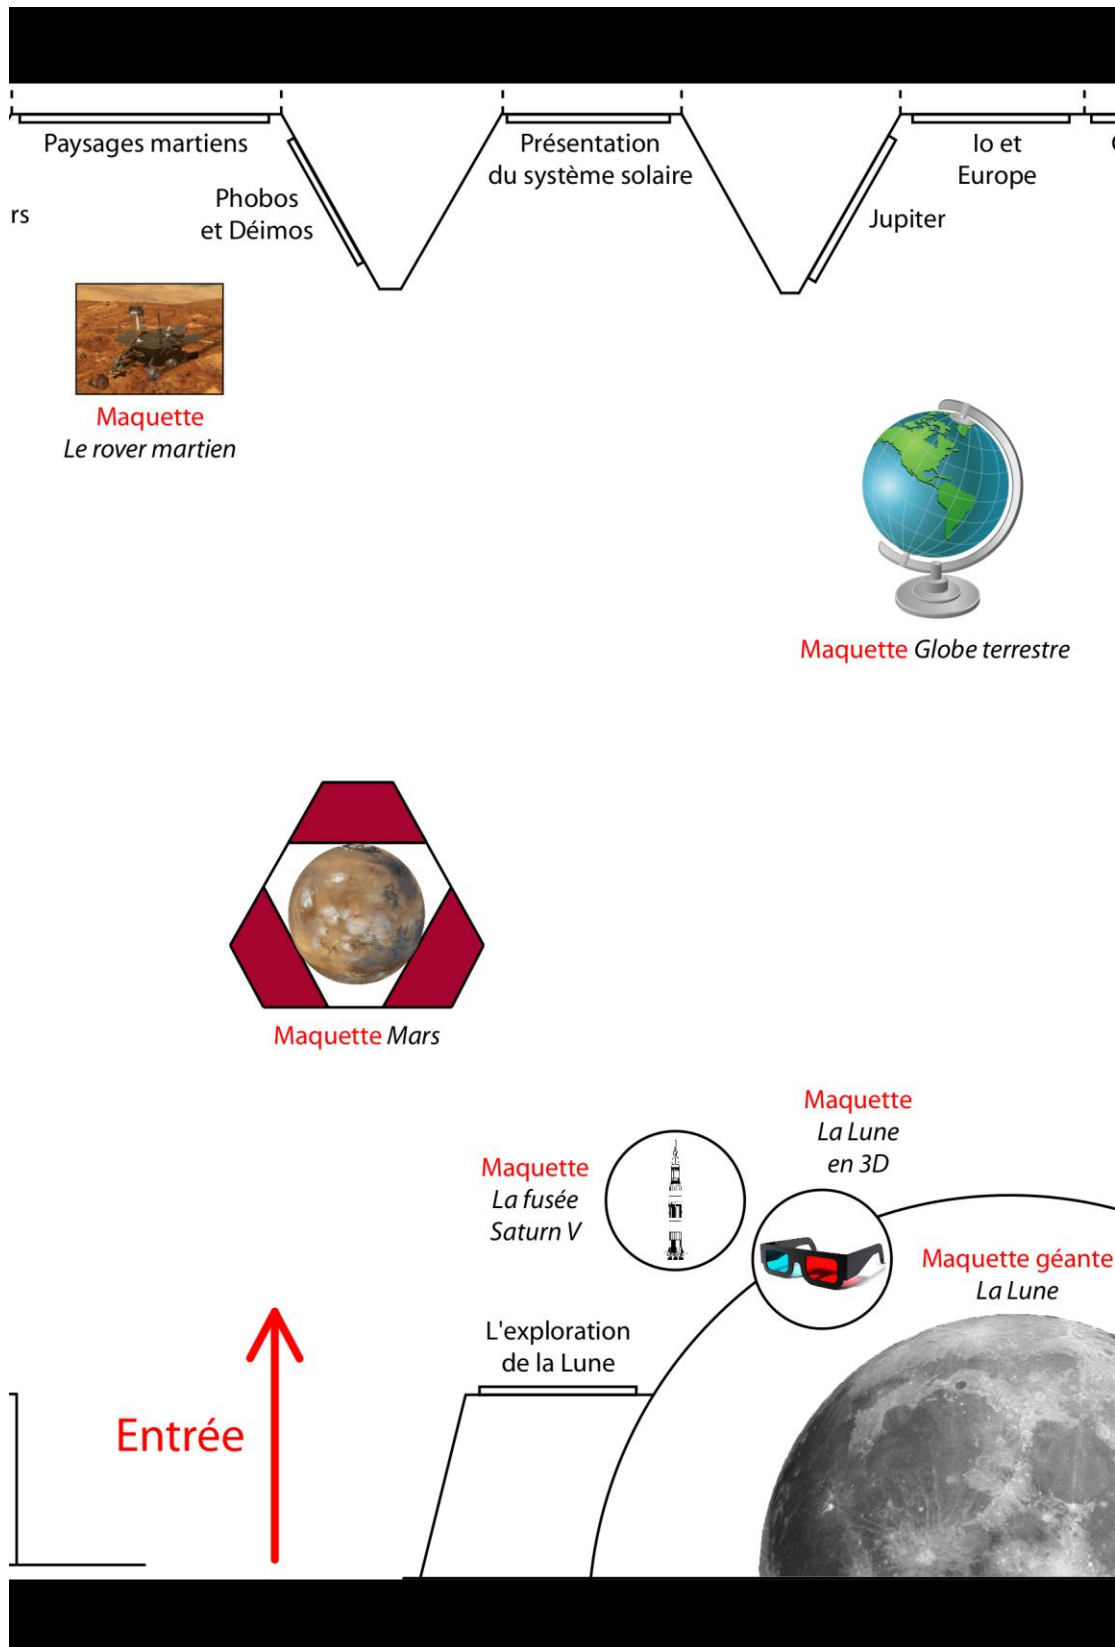 Paysages martiens
Phobos
et Déimos
Présentation
du système solaire
Jupiter
Io et
Europe
rs
Maquette
Le rover martien
Maquette Globe terrestre
Maquette Mars
Maquette
La fusée
Saturn V
Maquette
La Lune
en 3D
Maquette géante
La Lune
L'exploration
de la Lune
Entrée